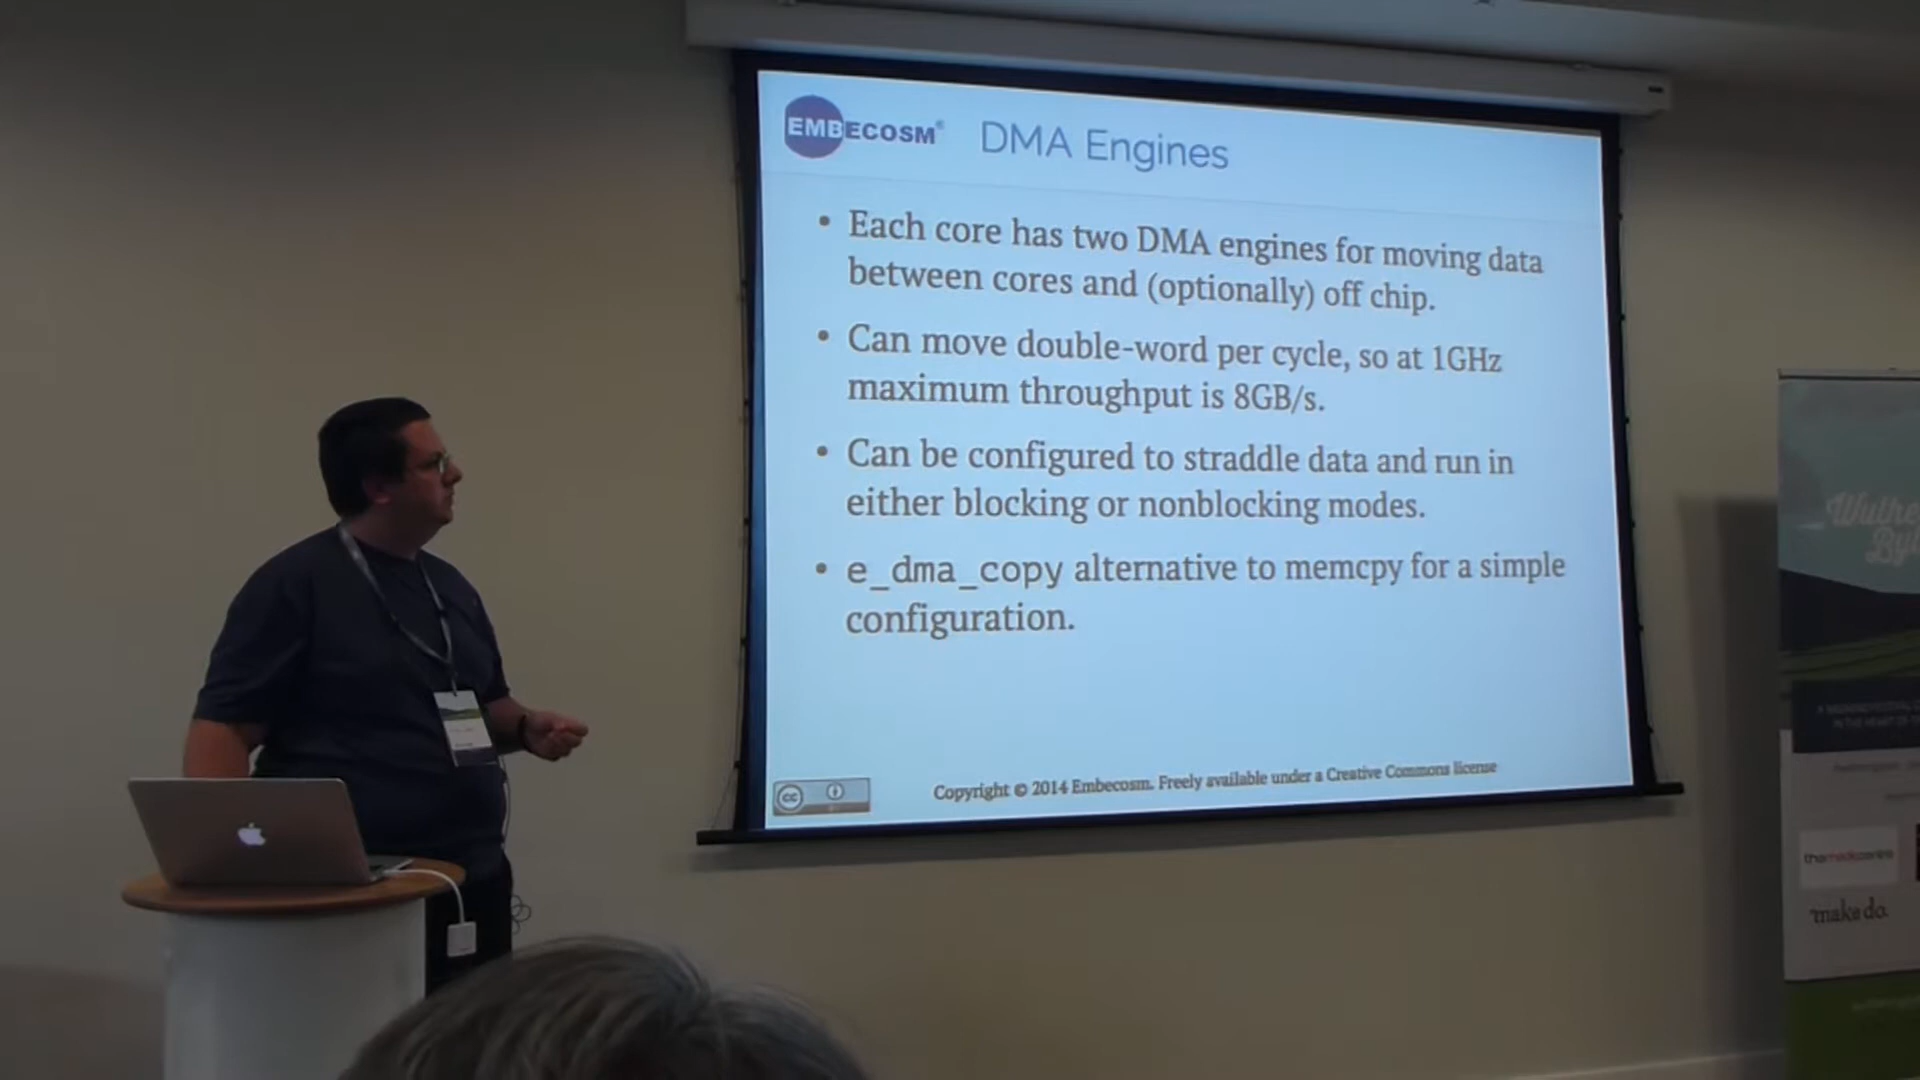 EMBECOSM®
DMA Engines
• Each core has two DMA engines for moving data
between cores and (optionally) off chip.
• Can move double-word per cycle, so at 1GHz
maximum throughput is 8GB/s.
• Can be configured to straddle data and run in
either blocking or nonblocking modes.
• e_dma_copy alternative to memcpy for a simple
configuration.
cc
Copyright © 2014 Embecosm. Freely available under a Creative Commons license
make do.